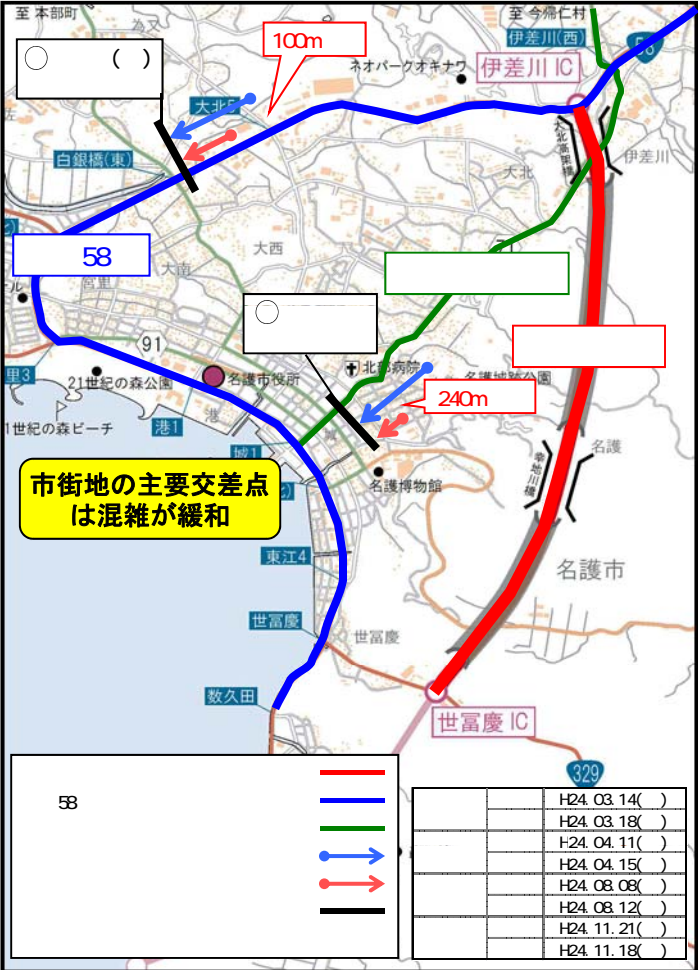 至 本部町
為又
至 今帰仁村
伊差川(西)
58
○ ( )
100m
ネオパークオキナワ
伊差川 IC
大北
白銀橋(東)
大北高架橋
伊差川
大北
58
大西
大南
宮里
71
○
91
北部病院
名護城跡公園
里3
21世紀の森公園
名護市役所
240m
1世紀の森ビーチ
港1
港
城1
城
名護
名護博物館
幸地川橋
市街地の主要交差点
は混雑が緩和
東江4
名護市
世冨慶
世冨慶
数久田
世冨慶 IC
329
58
H24. 03. 14( )
H24. 03. 18( )
H24. 04. 11( )
H24. 04. 15( )
H24. 08. 08( )
H24. 08. 12( )
H24. 11. 21( )
H24. 11. 18( )